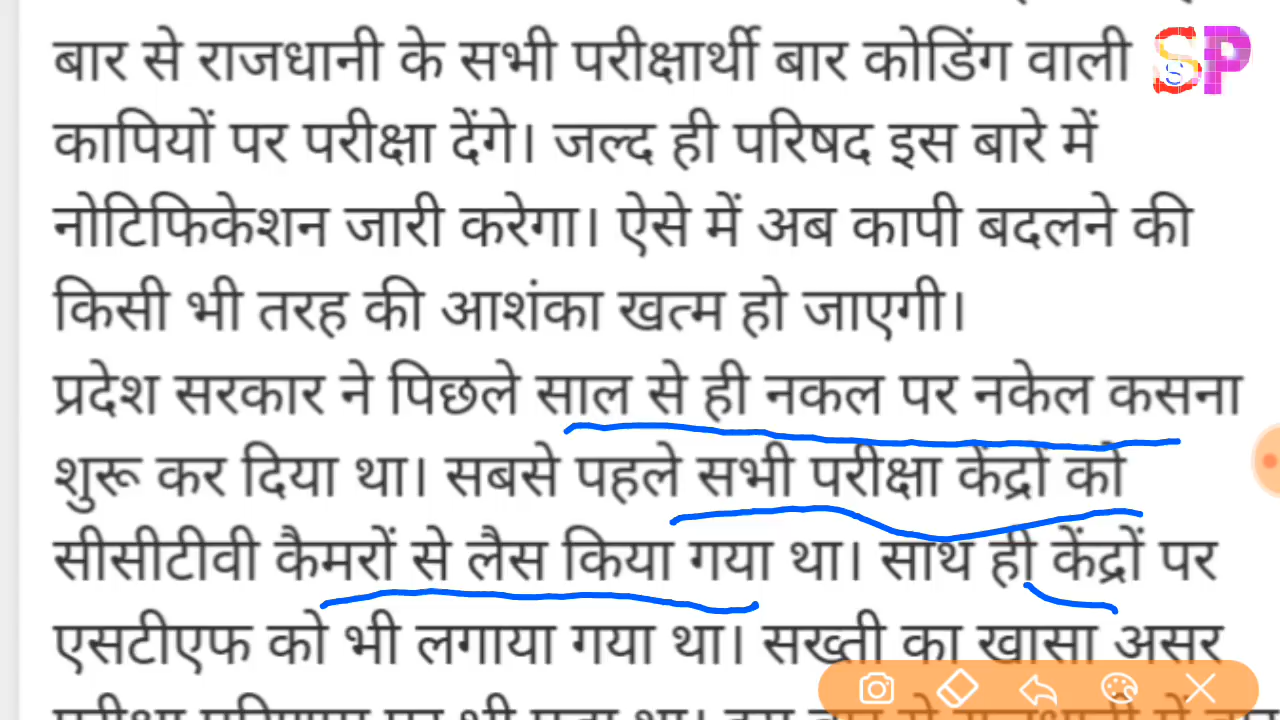 बार से राजधानी के सभी परीक्षार्थी बार कोडिंग वाली
कापियों पर परीक्षा देंगे। जल्द ही परिषद इस बारे में
नोटिफिकेशन जारी करेगा। ऐसे में अब कापी बदलने की
किसी भी तरह की आशंका खत्म हो जाएगी।
प्रदेश सरकार ने पिछले साल से ही नकल पर नकेल कसना
शुरू कर दिया था। सबसे पहले सभी परीक्षा केंद्रों को
सीसीटीवी कैमरों से लैस किया गया था। साथ ही केंद्रों पर
एसटीएफ को भी लगाया गया था। सख्ती का खासा असर
SP